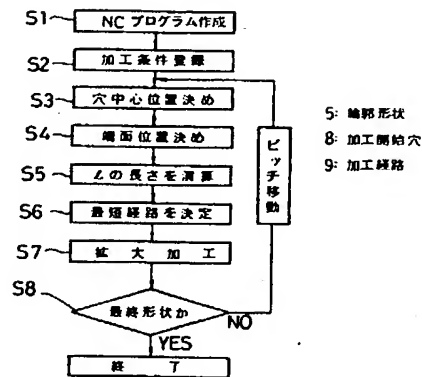 S1 NCプログラム作成
S2 加工条件登録
S3 穴中心位置決め
S4 端面位置決め
S5 ℓの長さを演算
S6 最短経路を決定
S7 拡大加工
S8 最終形状か
NO
YES
終了
ピッチ移動
5: 輪郭形状
8: 加工開始穴
9: 加工経路